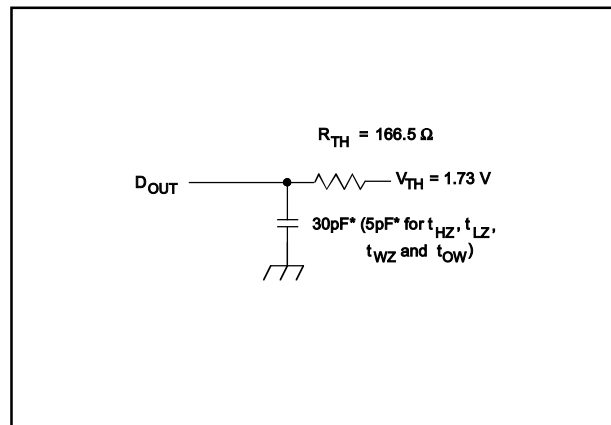 R_TH = 166.5 Ω
D_OUT
V_TH = 1.73 V
30pF* (5pF* for t_HZ, t_LZ,
t_WZ and t_OW)